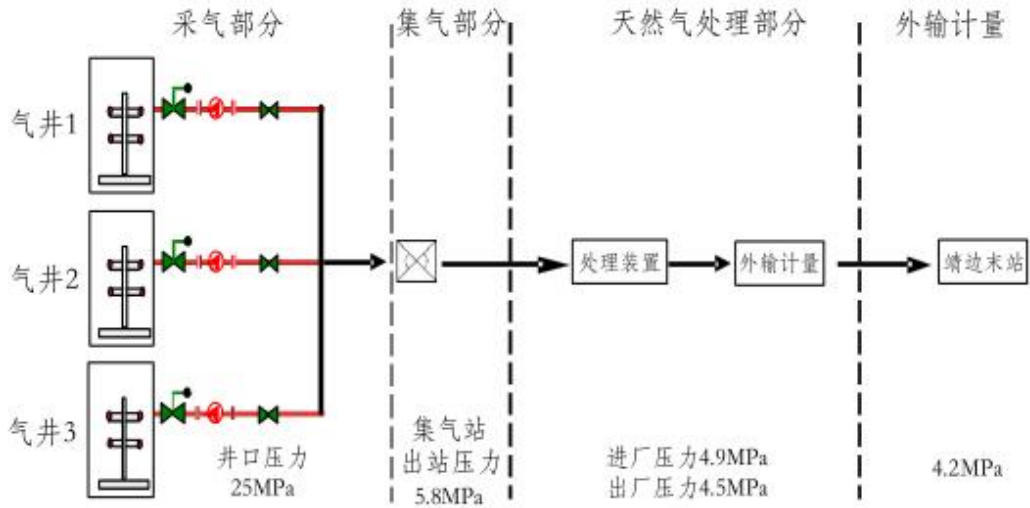 采气部分
集气部分
天然气处理部分
外输计量
气井1
气井2
气井3
处理装置
外输计量
靖边末站
井口压力
25MPa
集气站
出站压力
5.8MPa
进厂压力4.9MPa
出厂压力4.5MPa
4.2MPa